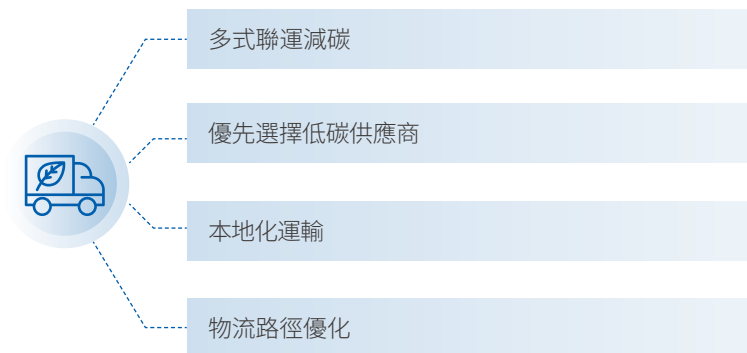 多式聯運減碳
優先選擇低碳供應商
本地化運輸
物流路徑優化